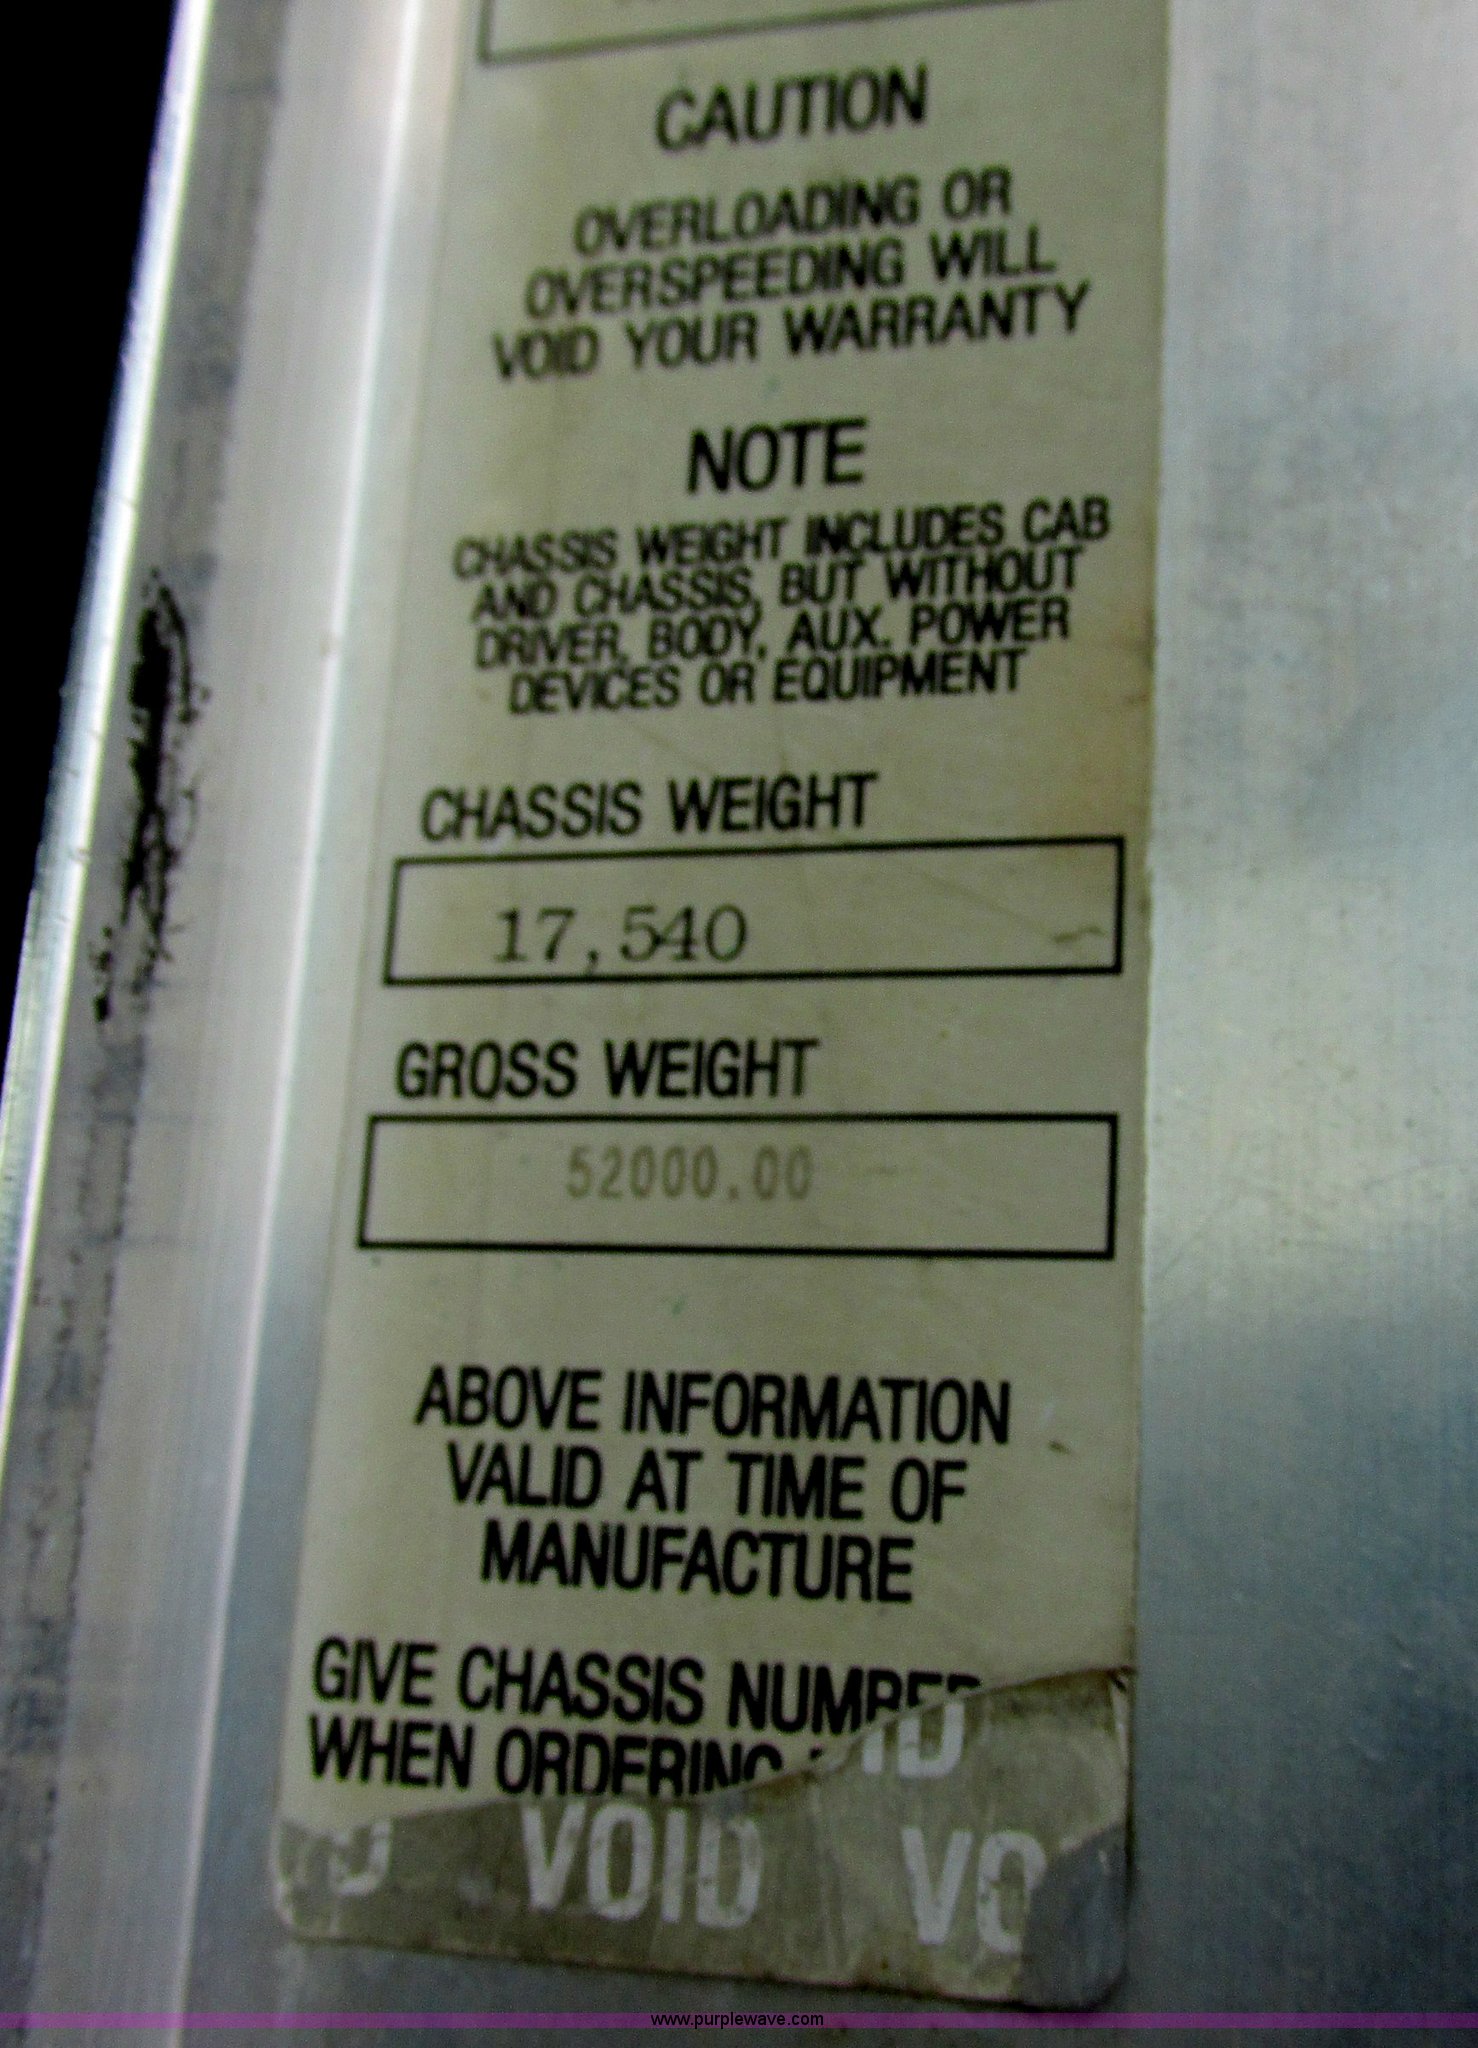 CAUTION
OVERLOADING OR
OVERSPEEDING WILL
VOID YOUR WARRANTY
NOTE
CHASSIS WEIGHT INCLUDES CAB
AND CHASSIS, BUT WITHOUT
DRIVER, BODY, AUX. POWER
DEVICES OR EQUIPMENT
CHASSIS WEIGHT
17,540
GROSS WEIGHT
52000.00
ABOVE INFORMATION
VALID AT TIME OF
MANUFACTURE
GIVE CHASSIS NUMBER
WHEN ORDERING
VOID
VO
www.purplewave.com